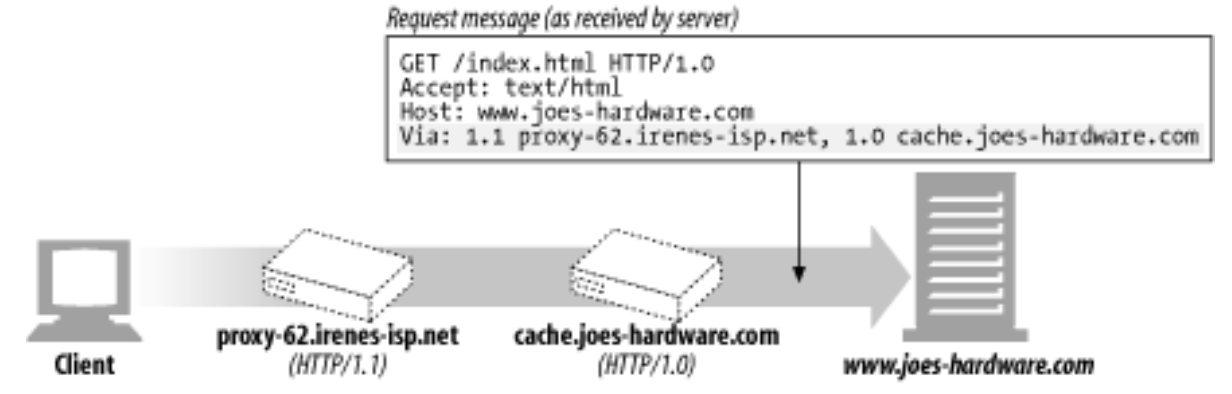 Request message (as received by server)
GET /index.html HTTP/1.0
Accept: text/html
Host: www.joes-hardware.com
Via: 1.1 proxy-62.irenes-isp.net, 1.0 cache.joes-hardware.com
proxy-62.irenes-isp.net
(HTTP/1.1)
cache.joes-hardware.com
(HTTP/1.0)
Client
www.joes-hardware.com